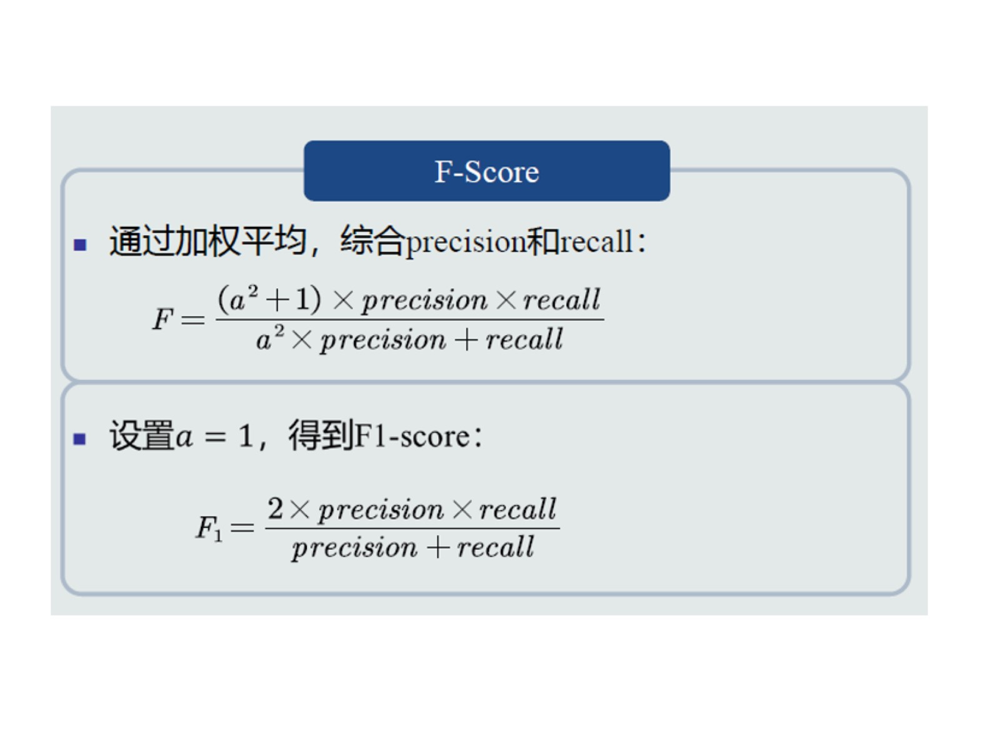 F-Score
通过加权平均，综合precision和recall：
F = \frac{(a^2+1) \times precision \times recall}{a^2 \times precision + recall}
设置a = 1，得到F1-score：
F_1 = \frac{2 \times precision \times recall}{precision + recall}